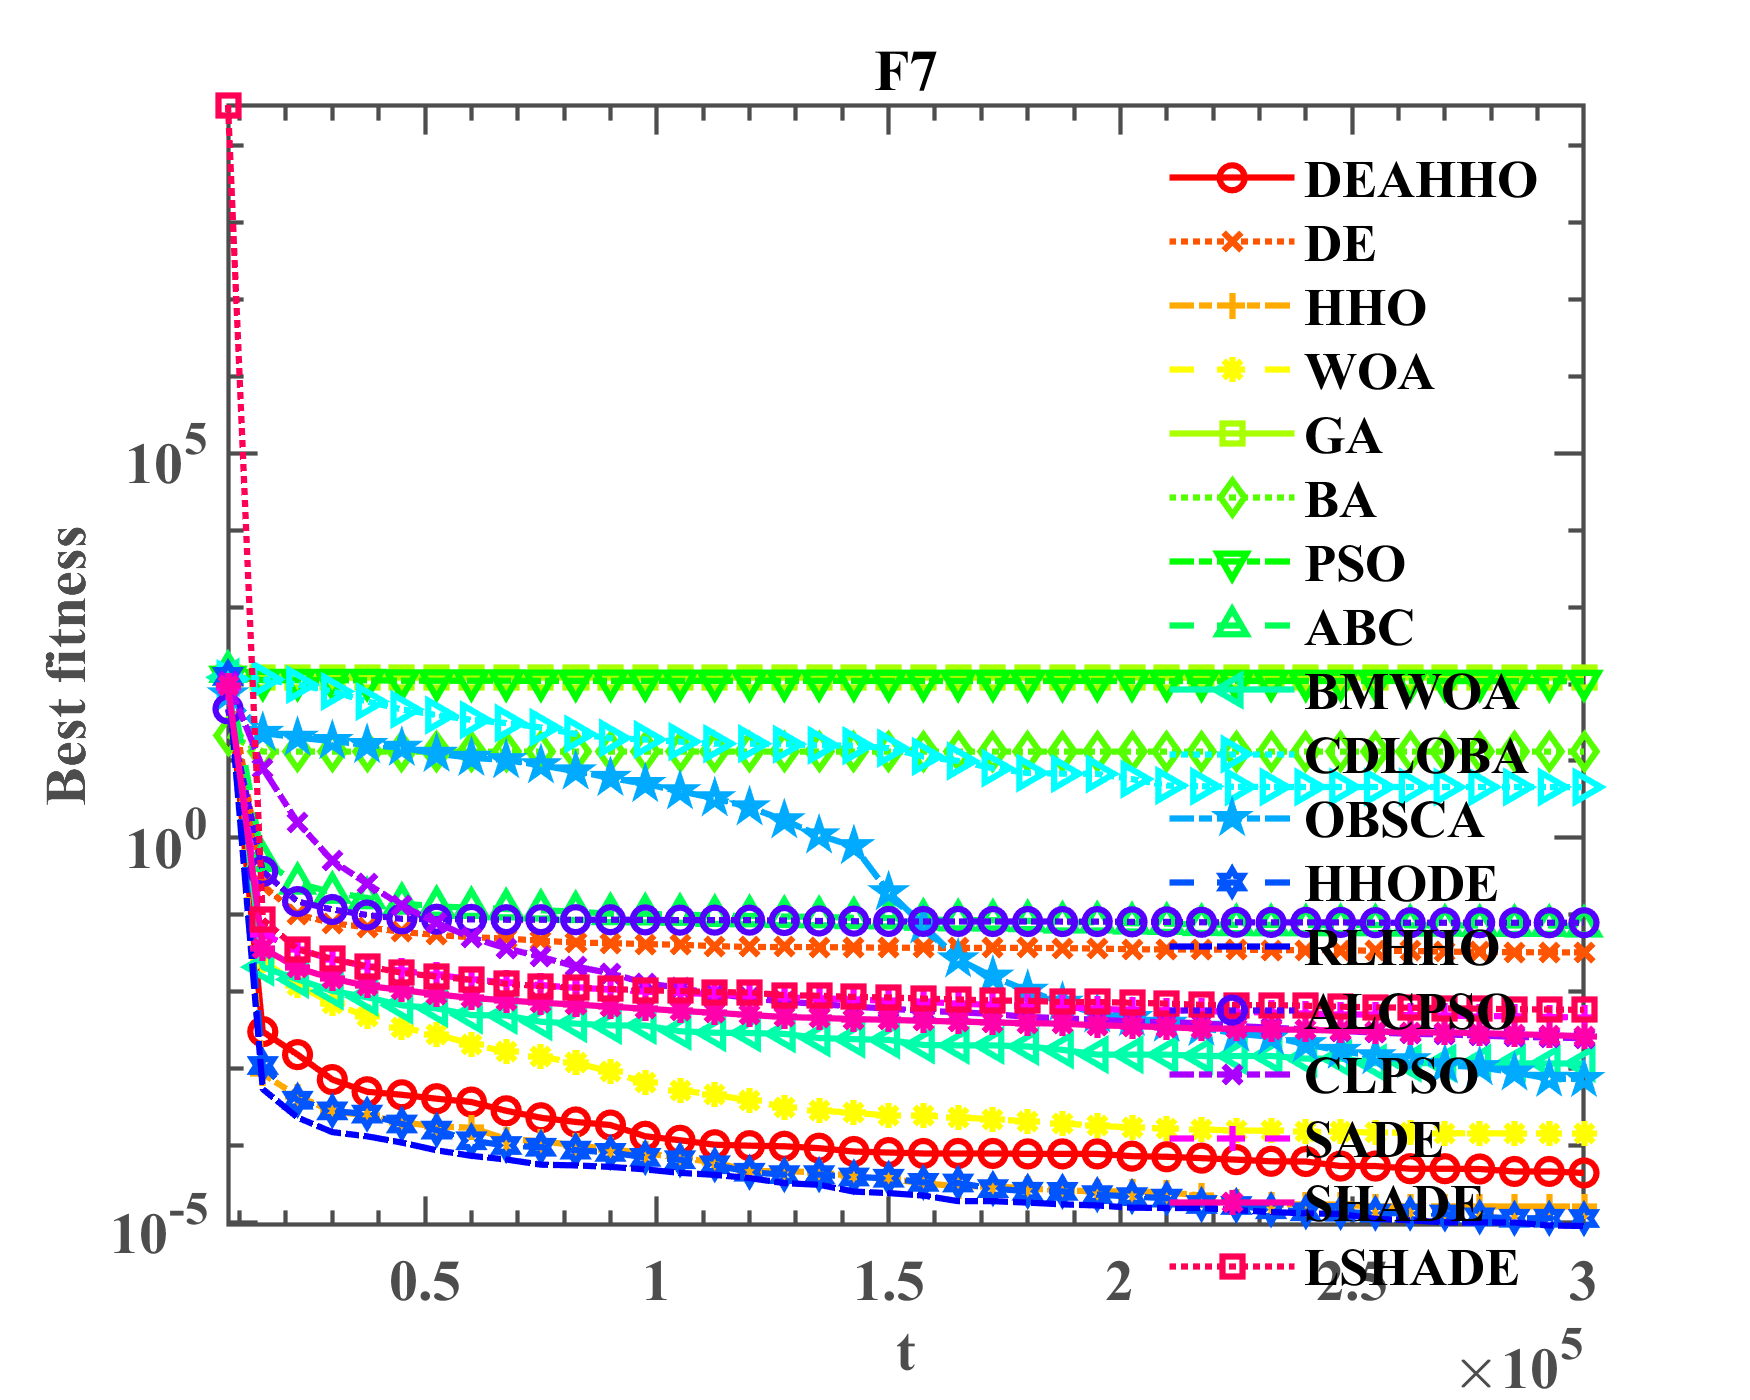 F7
DEAHHO
DE
HHO
WOA
GA
BA
PSO
ABC
BMWOA
CDLOBA
OBSCA
HHODE
RLHHO
ALCPSO
CLPSO
SADE
SHADE
LSHADE
Best fitness
10^5
10^0
10^-5
0.5 1 1.5 2 2.5 3
t
×10^5